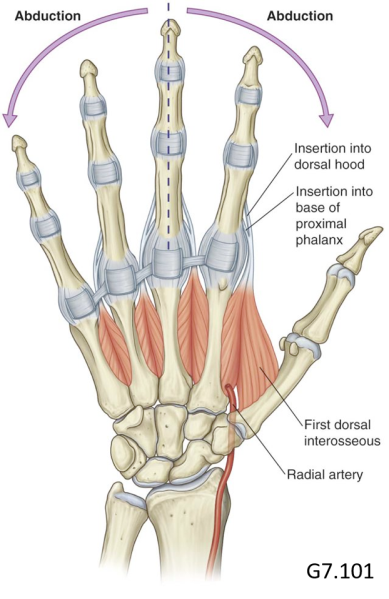 Abduction
Abduction
Insertion into
dorsal hood
Insertion into
base of
proximal
phalanx
First dorsal
interosseous
Radial artery
G7.101